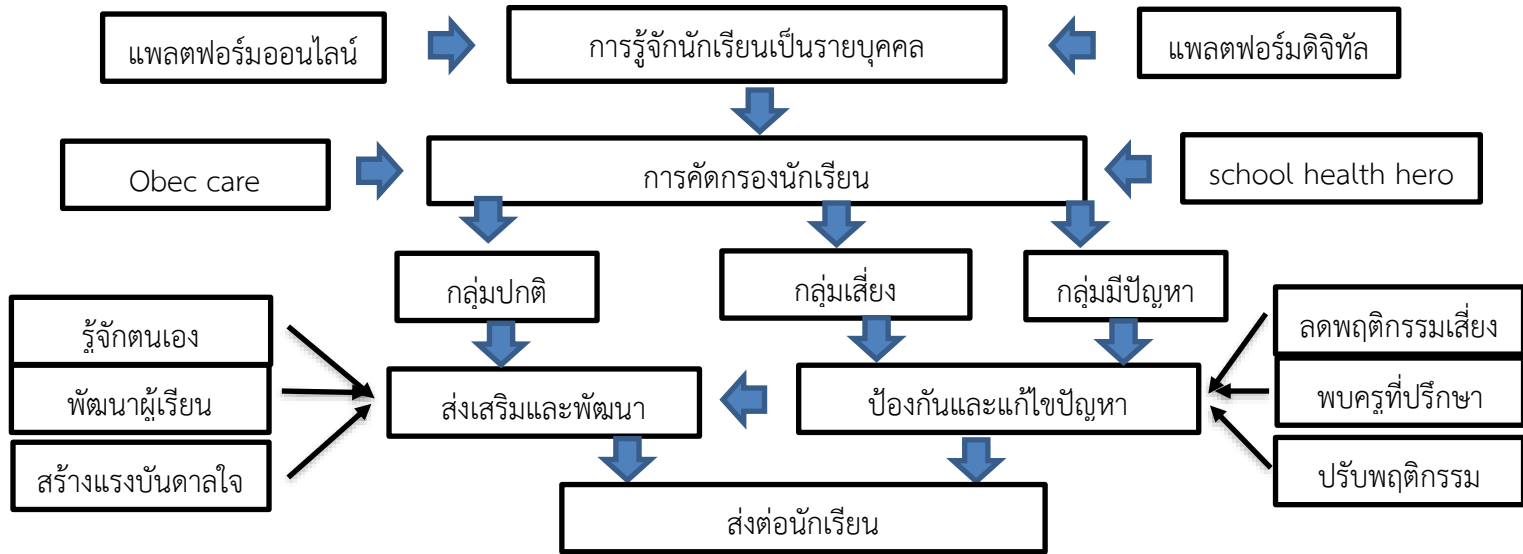 แพลตฟอร์มออนไลน์
การรู้จักนักเรียนเป็นรายบุคคล
แพลตฟอร์มดิจิทัล
Obec care
การคัดกรองนักเรียน
school health hero
กลุ่มปกติ
กลุ่มเสี่ยง
กลุ่มมีปัญหา
รู้จักตนเอง
ลดพฤติกรรมเสี่ยง
พัฒนาผู้เรียน
ส่งเสริมและพัฒนา
ป้องกันและแก้ไขปัญหา
พบครูที่ปรึกษา
สร้างแรงบันดาลใจ
ปรับพฤติกรรม
ส่งต่อนักเรียน